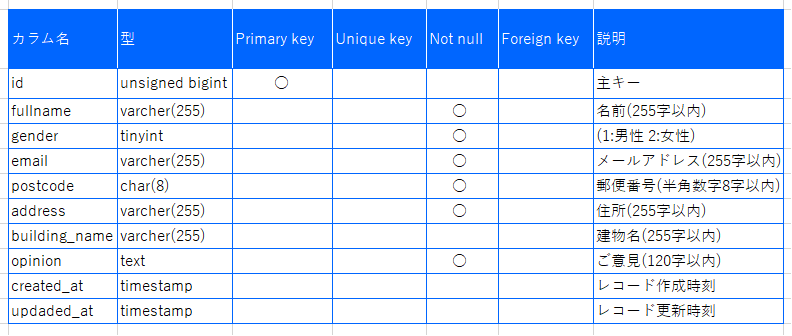 カラム名 型 Primary key Unique key Not null Foreign key 説明
id unsigned bigint ○ 主キー
fullname varcher(255) ○ 名前(255字以内)
gender tinyint ○ (1:男性 2:女性)
email varcher(255) ○ メールアドレス(255字以内)
postcode char(8) ○ 郵便番号(半角数字8字以内)
address varcher(255) ○ 住所(255字以内)
building_name varcher(255) 建物名(255字以内)
opinion text ○ ご意見(120字以内)
created_at timestamp レコード作成時刻
updaded_at timestamp レコード更新時刻